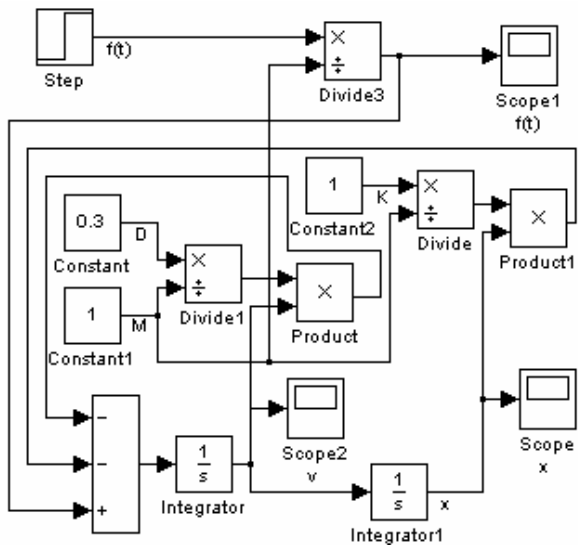 f(t)
Step
×
÷
Divide3
Scope1
f(t)
1
K
Constant2
×
÷
Divide
×
Product1
0.3
D
Constant
×
÷
Divide1
×
Product
1
M
Constant1
−
−
+
1
s
Integrator
Scope2
v
1
s
x
Integrator1
Scope
x